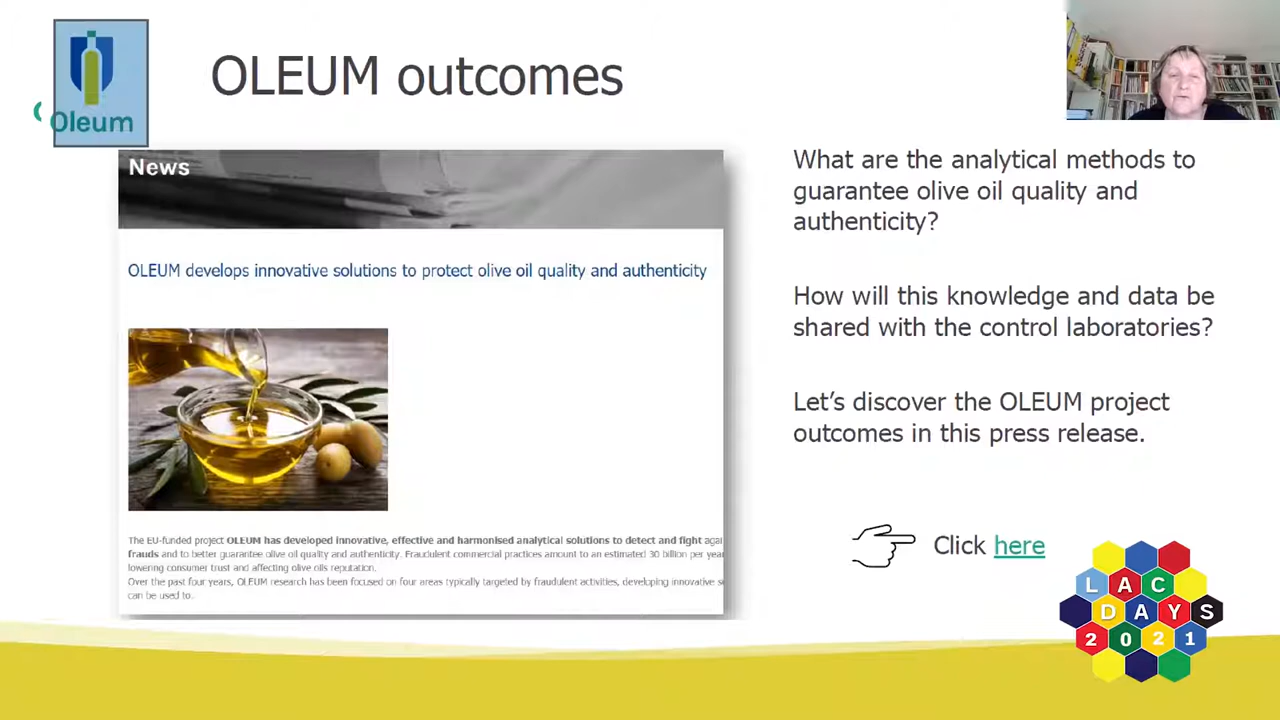 Oleum
OLEUM outcomes
News
OLEUM develops innovative solutions to protect olive oil quality and authenticity
The EU-funded project OLEUM has developed innovative, effective and harmonised analytical solutions to detect and fight
frauds and to better guarantee olive oil quality and authenticity. Fraudulent commercial practices amount to an estimated 30 billion per year
lowering consumer trust and affecting olive oils reputation.
Over the past four years, OLEUM research has been focused on four areas typically targeted by fraudulent activities, developing innovative
can be used to.
What are the analytical methods to
guarantee olive oil quality and
authenticity?
How will this knowledge and data be
shared with the control laboratories?
Let's discover the OLEUM project
outcomes in this press release.
Click here
LAC
DAYS
2021